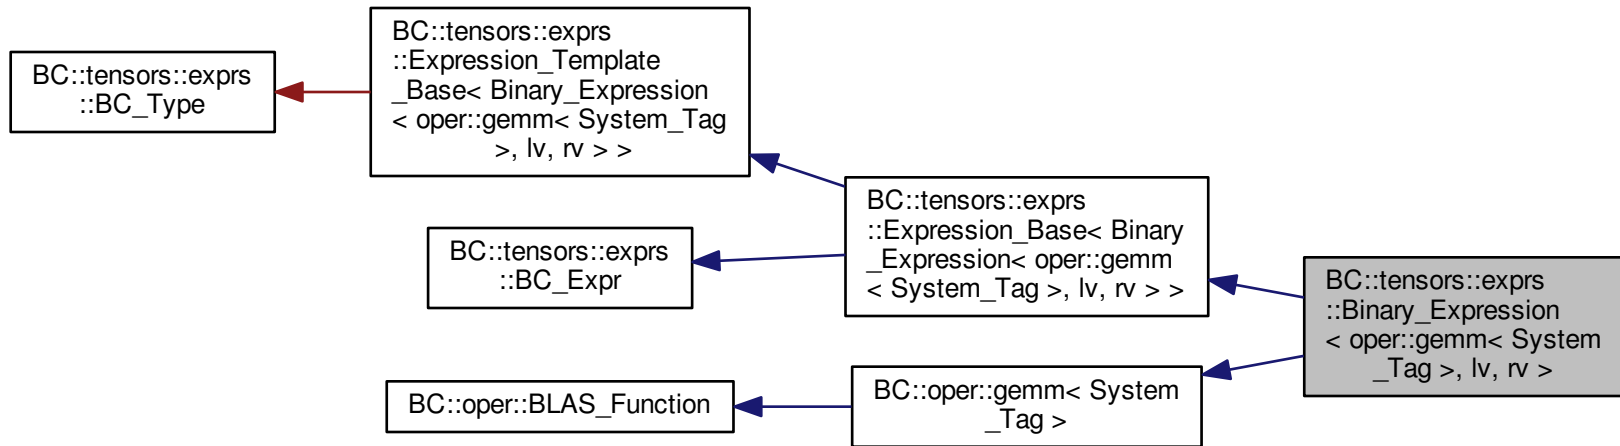 BC::tensors::exprs
::BC_Type
BC::tensors::exprs
::Expression_Template
_Base< Binary_Expression
< oper::gemm< System_Tag
>, lv, rv > >
BC::tensors::exprs
::BC_Expr
BC::tensors::exprs
::Expression_Base< Binary
_Expression< oper::gemm
< System_Tag >, lv, rv > >
BC::oper::BLAS_Function
BC::oper::gemm< System
_Tag >
BC::tensors::exprs
::Binary_Expression
< oper::gemm< System
_Tag >, lv, rv >